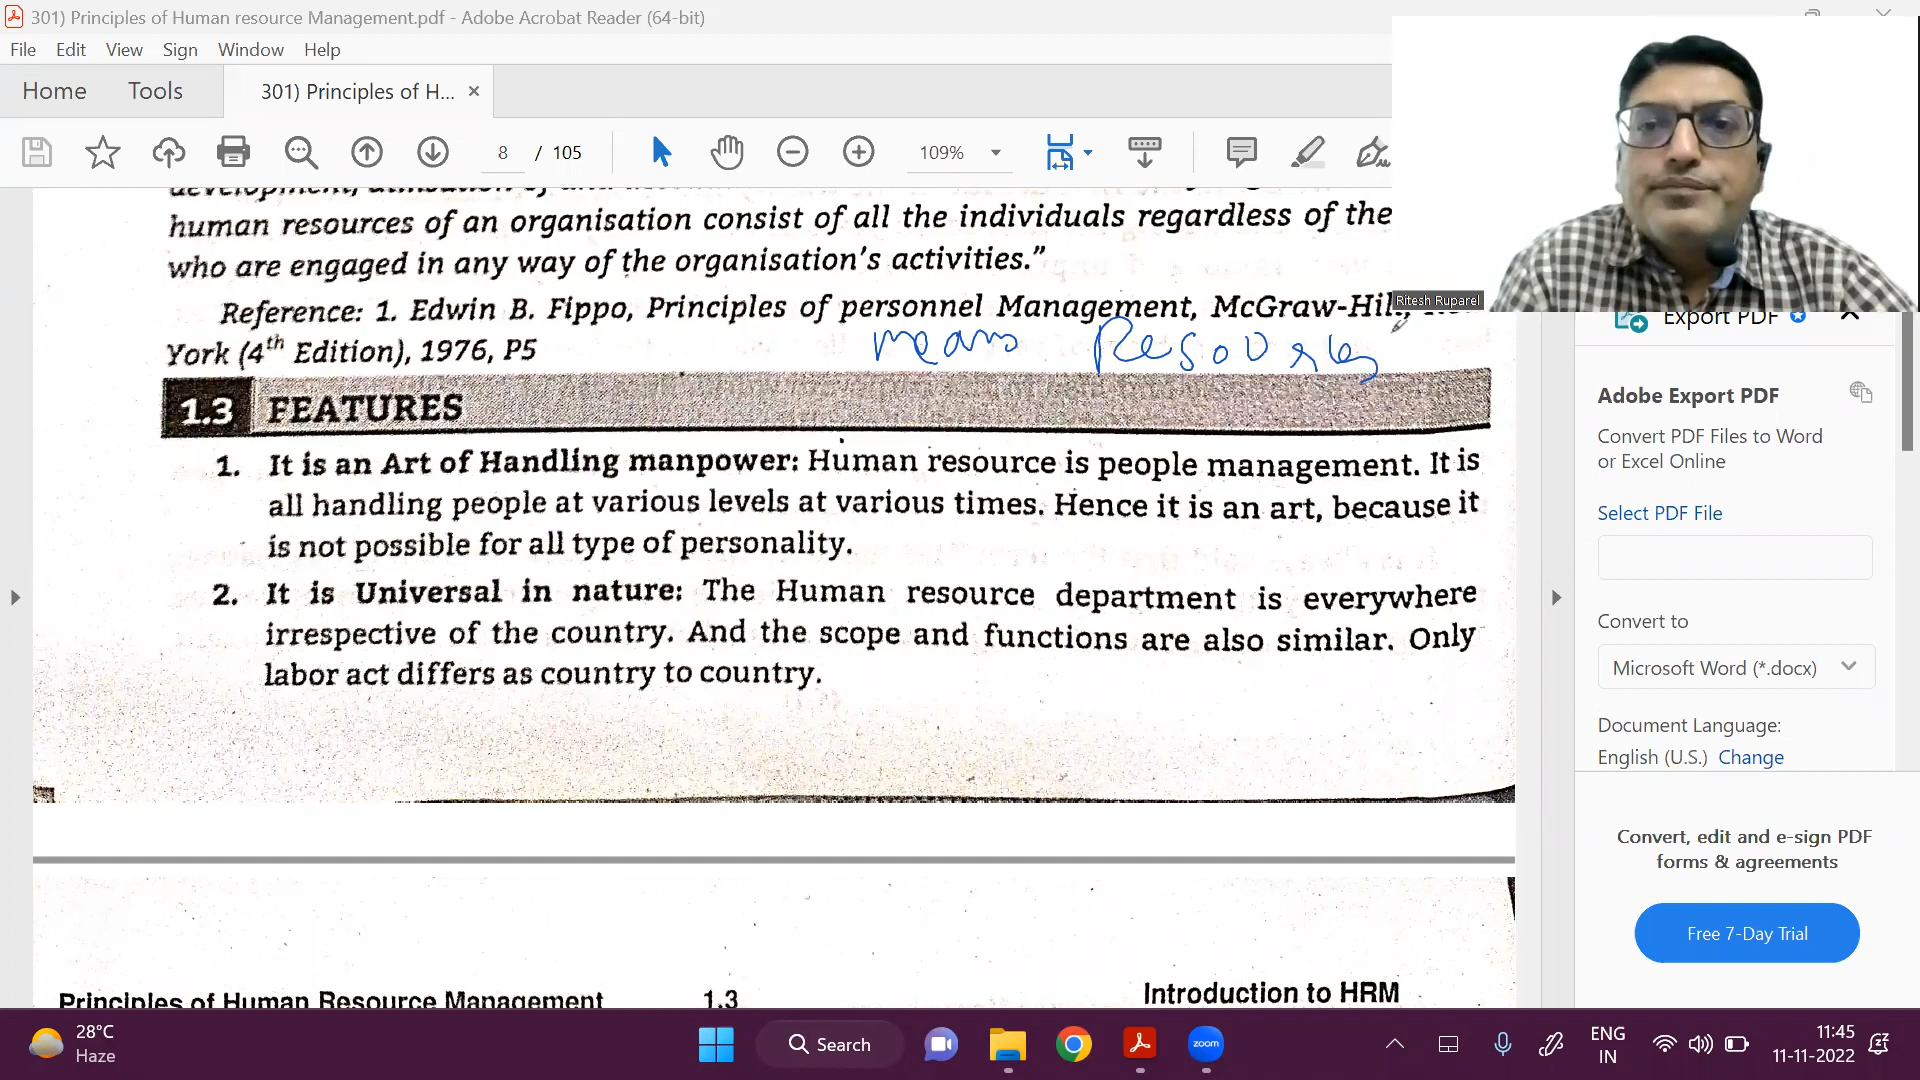 301) Principles of Human resource Management.pdf - Adobe Acrobat Reader (64-bit)
File Edit View Sign Window Help
Home Tools 301) Principles of H... ×
8 / 105 109%
human resources of an organisation consist of all the individuals regardless of the
who are engaged in any way of the organisation's activities."
Reference: 1. Edwin B. Fippo, Principles of personnel Management, McGraw-Hill,
York (4th Edition), 1976, P5
means Resources
1.3 FEATURES
1. It is an Art of Handling manpower: Human resource is people management. It is
all handling people at various levels at various times. Hence it is an art, because it
is not possible for all type of personality.
2. It is Universal in nature: The Human resource department is everywhere
irrespective of the country. And the scope and functions are also similar. Only
labor act differs as country to country.
Principles of Human Resource Management 1.3 Introduction to HRM
Ritesh Ruparel
Export PDF
Adobe Export PDF
Convert PDF Files to Word
or Excel Online
Select PDF File
Convert to
Microsoft Word (*.docx)
Document Language:
English (U.S.) Change
Convert, edit and e-sign PDF
forms & agreements
Free 7-Day Trial
28°C
Haze
Search
zoom
ENG
IN
11:45
11-11-2022